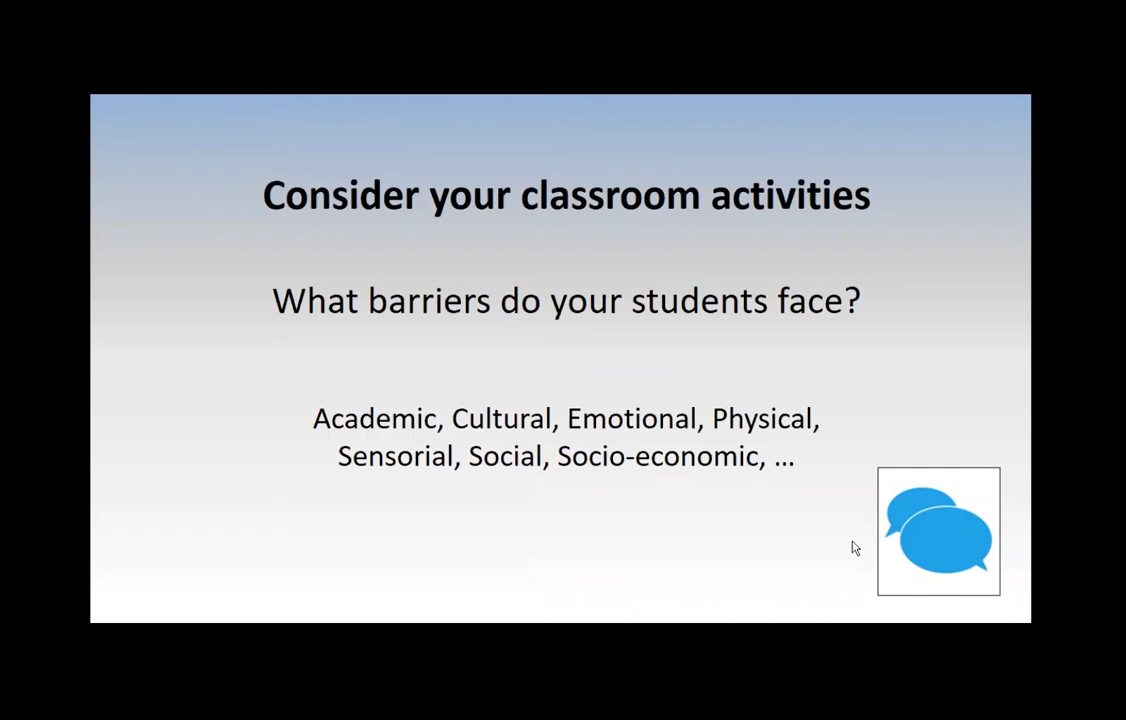 Consider your classroom activities
What barriers do your students face?
Academic, Cultural, Emotional, Physical,
Sensorial, Social, Socio-economic, ...